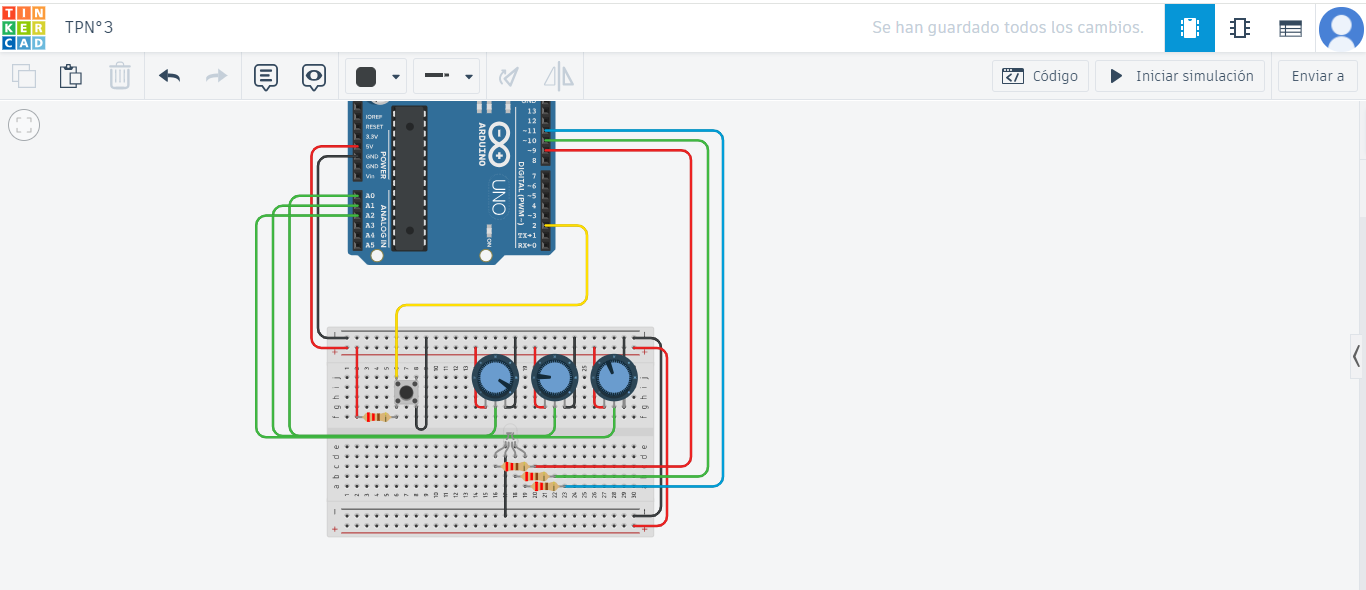 TIN
KER
CAD
TPN°3
Se han guardado todos los cambios.
Código
Iniciar simulación
Enviar a
IOREF
RESET
3.3V
5V
GND
GND
Vin
POWER
A0
A1
A2
A3
A4
A5
ANALOG IN
ARDUINO
UNO
ON
DIGITAL (PWM~)
13
12
~11
~10
~9
8
7
~6
~5
4
~3
2
TX→1
RX←0